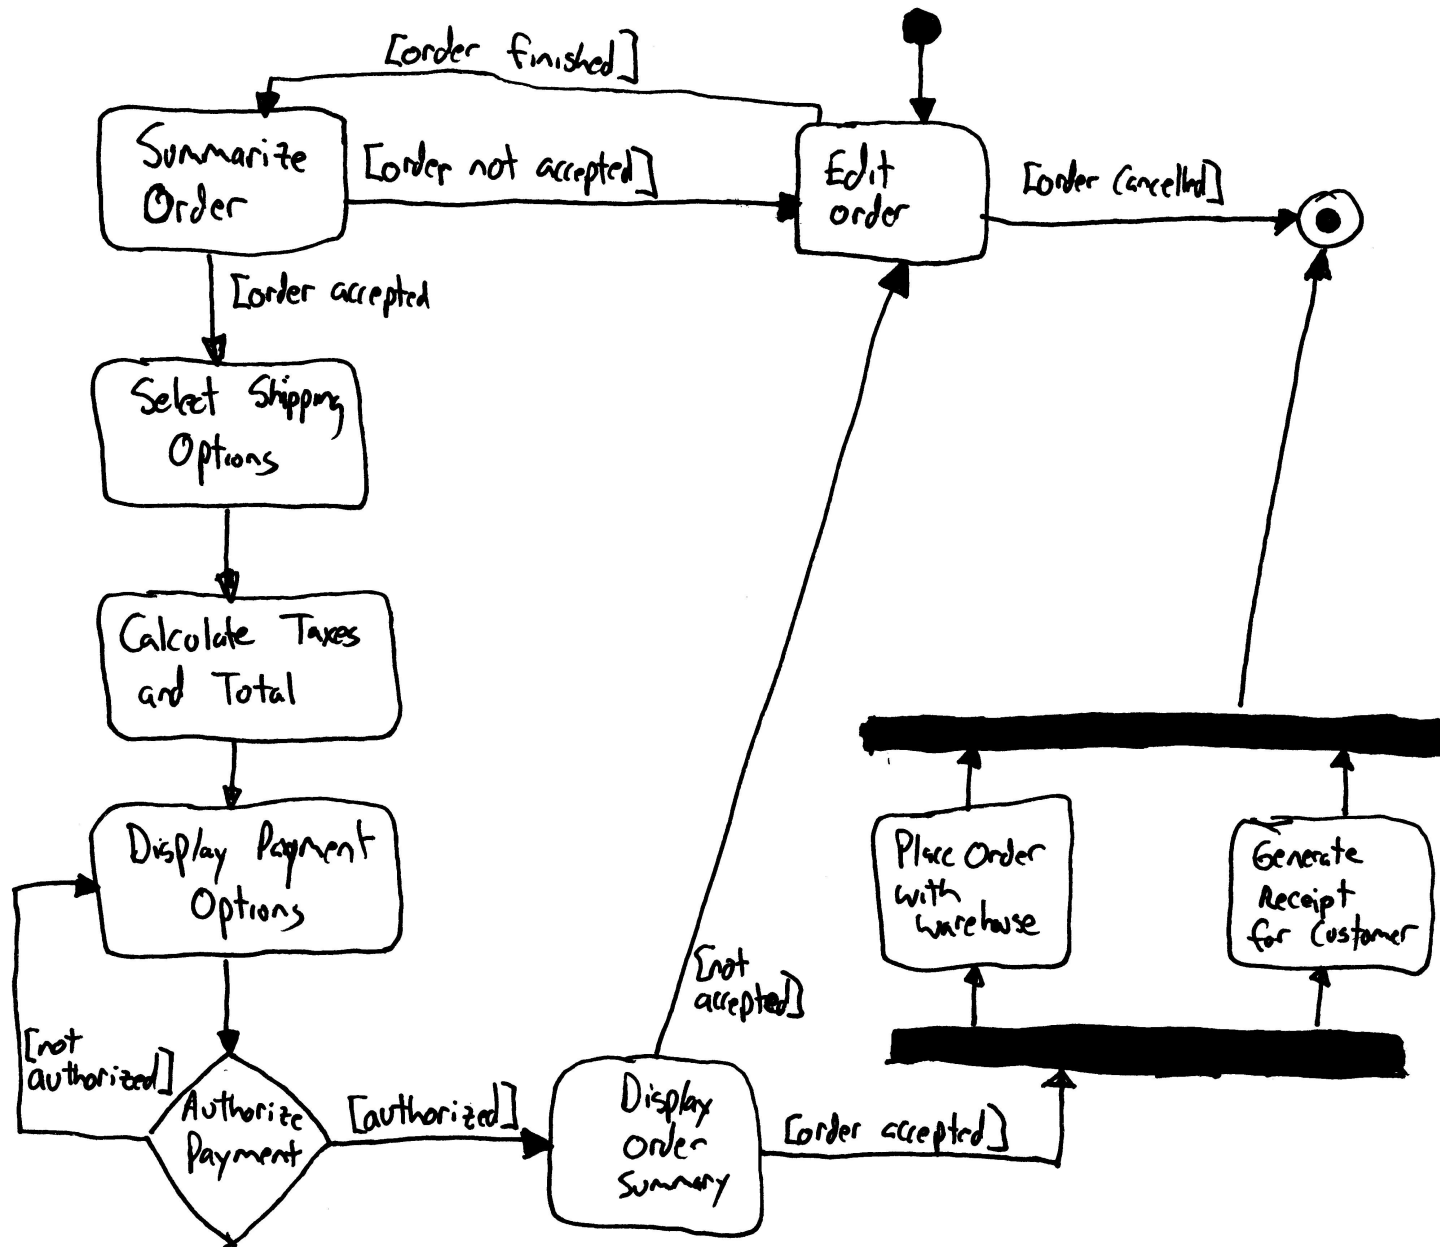 [order finished]
Summarize
Order
[order not accepted]
Edit
order
[order cancelled]
[order accepted
Select Shipping
Options
Calculate Taxes
and Total
Display Payment
Options
Place Order
with
warehouse
Generate
Receipt
for Customer
[not
authorized]
[not
accepted]
Authorize
Payment
[authorized]
Display
Order
Summary
[order accepted]